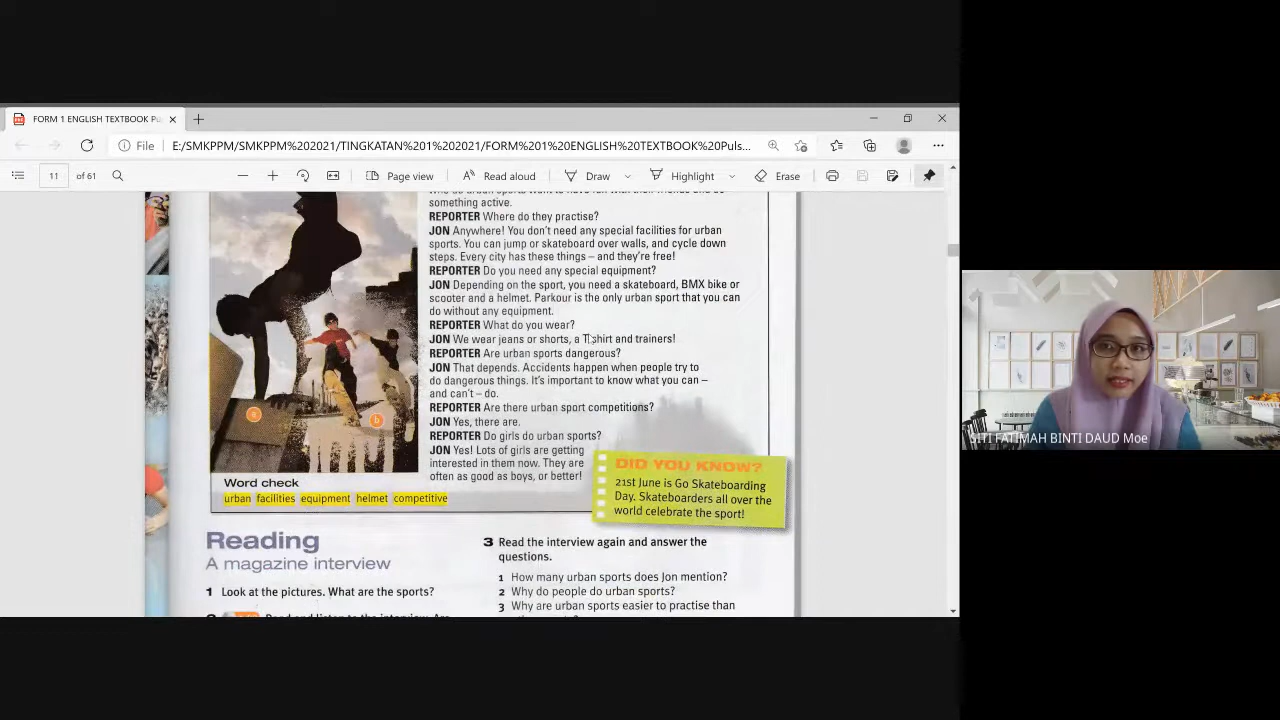 FORM 1 ENGLISH TEXTBOOK Pu
File
E:/SMKPPM/SMKPPM%202021/TINGKATAN%201%202021/FORM%201%20ENGLISH%20TEXTBOOK%20Puls...
11 of 61
Page view
Read aloud
Draw
Highlight
Erase
something active.
REPORTER Where do they practise?
JON Anywhere! You don't need any special facilities for urban
sports. You can jump or skateboard over walls, and cycle down
steps. Every city has these things – and they're free!
REPORTER Do you need any special equipment?
JON Depending on the sport, you need a skateboard, BMX bike or
scooter and a helmet. Parkour is the only urban sport that you can
do without any equipment.
REPORTER What do you wear?
JON We wear jeans or shorts, a T-shirt and trainers!
REPORTER Are urban sports dangerous?
JON That depends. Accidents happen when people try to
do dangerous things. It's important to know what you can –
and can't – do.
REPORTER Are there urban sport competitions?
JON Yes, there are.
REPORTER Do girls do urban sports?
JON Yes! Lots of girls are getting
interested in them now. They are
often as good as boys, or better!
a
b
Word check
urban facilities equipment helmet competitive
DID YOU KNOW?
21st June is Go Skateboarding
Day. Skateboarders all over the
world celebrate the sport!
Reading
A magazine interview
1 Look at the pictures. What are the sports?
3 Read the interview again and answer the
questions.
1 How many urban sports does Jon mention?
2 Why do people do urban sports?
3 Why are urban sports easier to practise than
SITI FATIMAH BINTI DAUD Moe